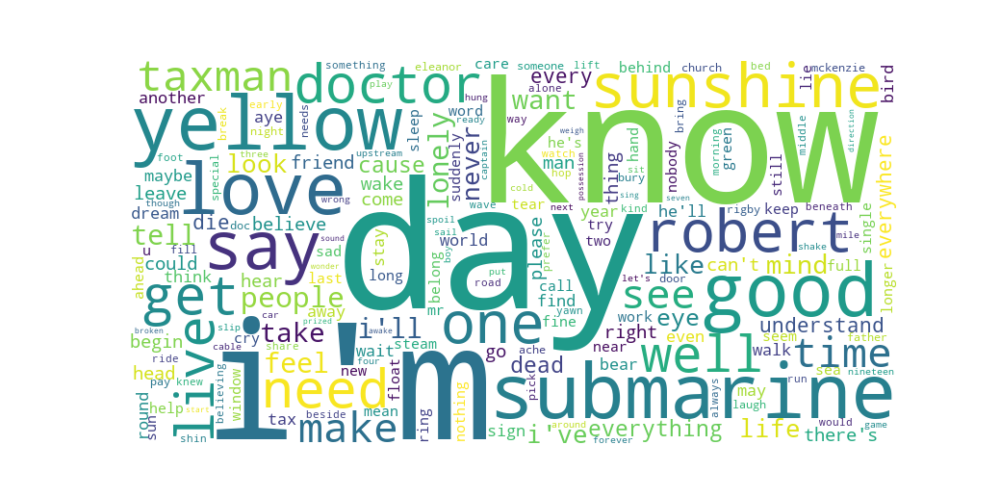 something eleanor care someone lift behind church bed mckenzie
taxman doctor play every lie sunshine bird
another early hung alone want
yellow aye needs break night sleep word ready way know bring middle direction
foot three upstream lonely suddenly never captain weigh he's hand sit morning green
maybe special look friend cause watch man thing nobody still everywhere
leave though wrong love wake come cold hop possession bury
dream die doc believe tear next kind sing year seven he'll rigby keep beneath single
tell u fill say sound sad stay spoil wave day please try two robert mile
could wonder last long sail world prefer shake longer
ahead think hear belong boy road put call let's door like can't mind full
get people car away mr yawn find see good
live slip prized i'll one fine work eye understand
begin broken cable cry take awake steam right even seem father
ride share feel wait four go ache near well walk time
head pay knew new float dead bear sea nineteen
round help window believing i'm need mean pick submarine may run
sun start tax beside make ring nothing sign i've around everything always laugh life would game
shin forever there's